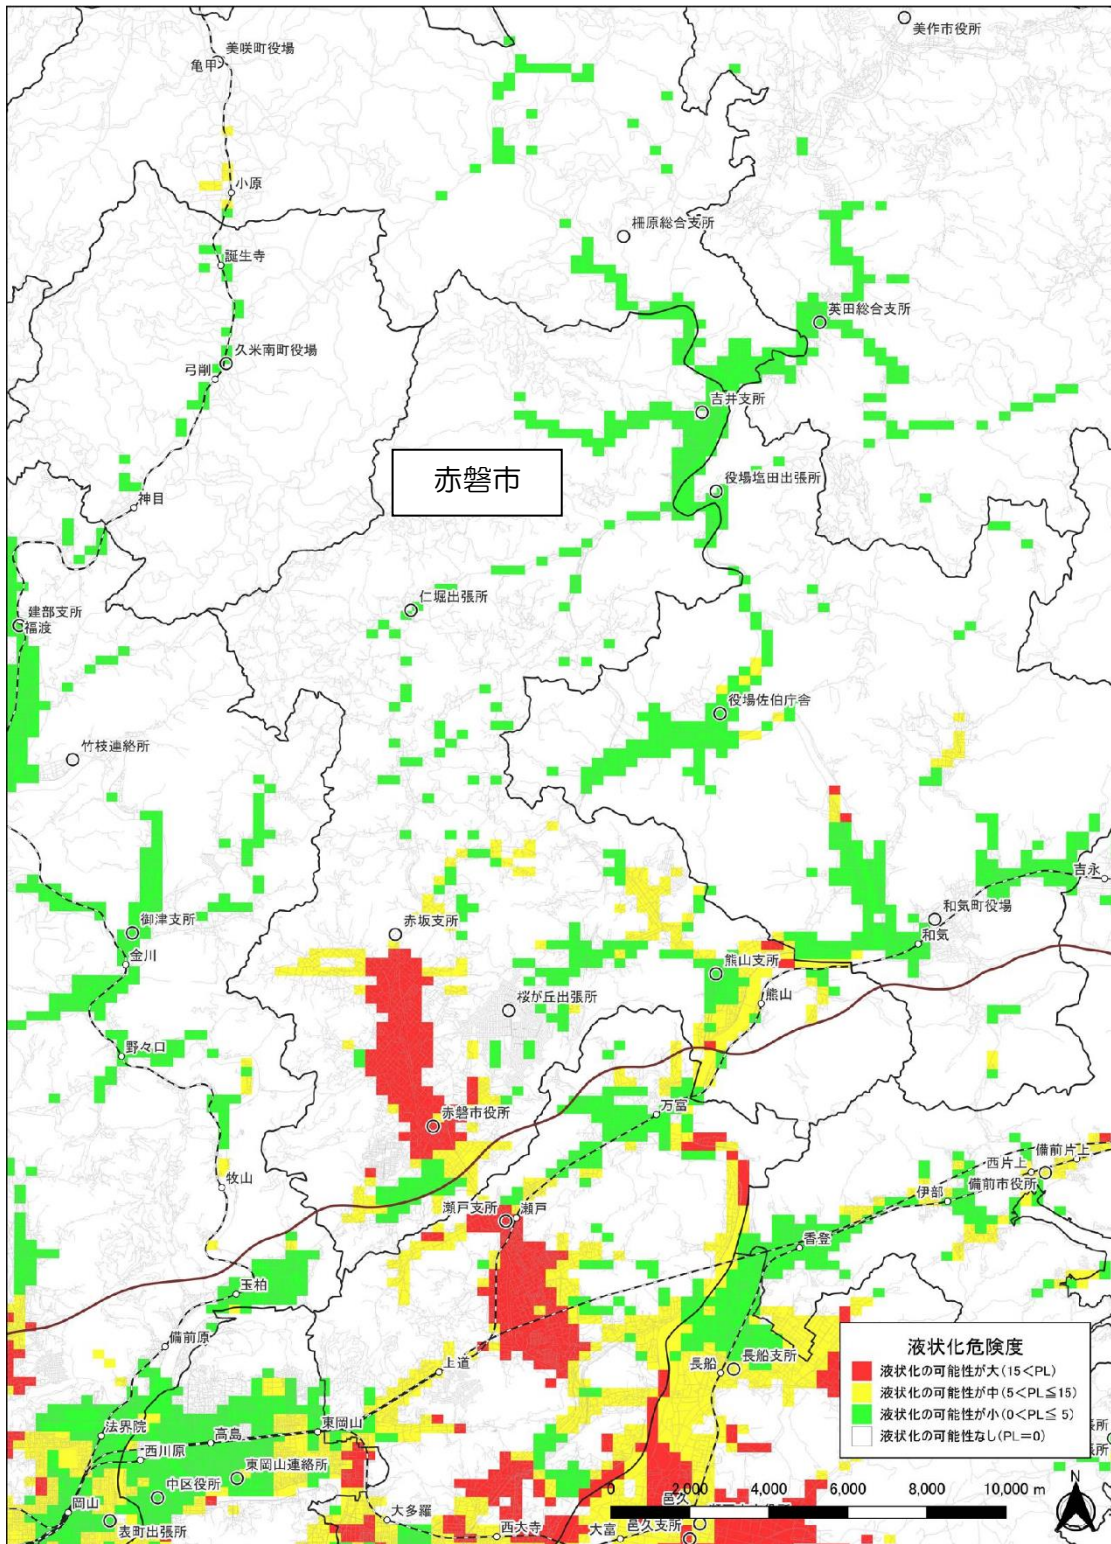 美作市役所
美咲町役場
亀甲
小原
柵原総合支所
誕生寺
英田総合支所
久米南町役場
弓削
吉井支所
赤磐市
役場塩田出張所
神目
仁堀出張所
建部支所
福渡
役場佐伯庁舎
竹枝連絡所
吉永
赤坂支所
和気町役場
御津支所
和気
熊山支所
金川
桜が丘出張所
熊山
野々口
万富
赤磐市役所
備前片上
西片上
牧山
備前市役所
伊部
瀬戸支所
瀬戸
香登
玉柏
備前原
長船支所
長船
上道
液状化危険度
液状化の可能性が大(15<PL)
液状化の可能性が中(5<PL≦15)
液状化の可能性が小(0<PL≦5)
液状化の可能性なし(PL=0)
法界院
高島
東岡山
西川原
東岡山連絡所
中区役所
N
0 2,000 4,000 6,000 8,000 10,000 m
岡山
邑久
表町出張所
大多羅
西大寺
大富
邑久支所